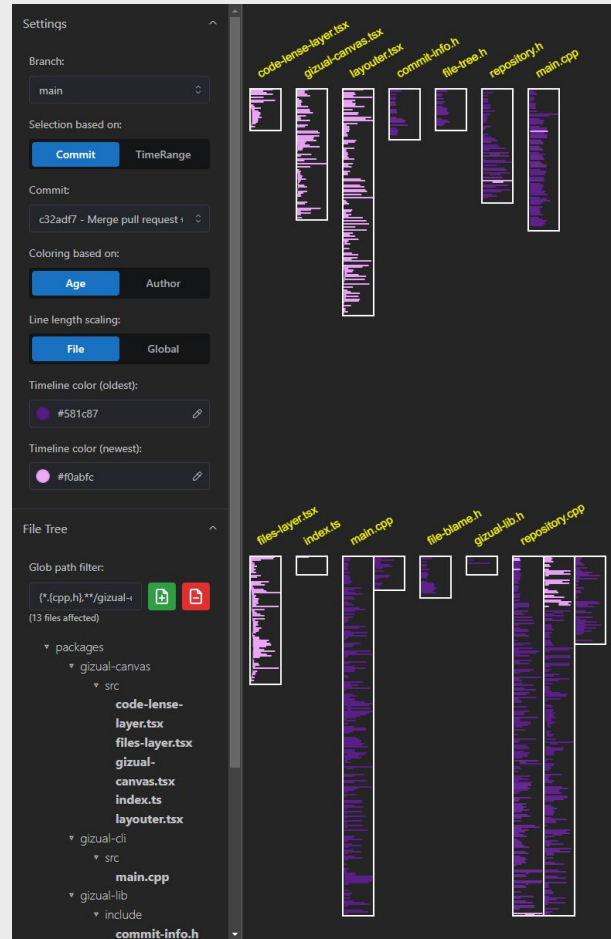 Settings
Branch:
main
Selection based on:
Commit TimeRange
Commit:
c32adf7 - Merge pull request
Coloring based on:
Age Author
Line length scaling:
File Global
Timeline color (oldest):
#581c87
Timeline color (newest):
#f0abfc
File Tree
Glob path filter:
{*.{cpp,h},**/gizual-
(13 files affected)
packages
gizual-canvas
src
code-lense-
layer.tsx
files-layer.tsx
gizual-
canvas.tsx
index.ts
layouter.tsx
gizual-cli
src
main.cpp
gizual-lib
include
commit-info.h
code-lense-layer.tsx
gizual-canvas.tsx
layouter.tsx
commit-info.h
file-tree.h
repository.h
main.cpp
files-layer.tsx
index.ts
main.cpp
file-blame.h
gizual-lib.h
repository.cpp